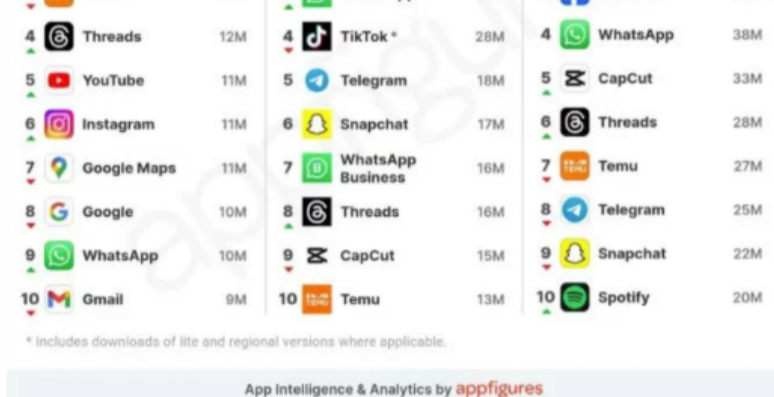 4 Threads 12M
5 YouTube 11M
6 Instagram 11M
7 Google Maps 11M
8 Google 10M
9 WhatsApp 10M
10 Gmail 9M
4 TikTok * 28M
5 Telegram 18M
6 Snapchat 17M
7 WhatsApp
Business 16M
8 Threads 16M
9 CapCut 15M
10 Temu 13M
4 WhatsApp 38M
5 CapCut 33M
6 Threads 28M
7 Temu 27M
8 Telegram 25M
9 Snapchat 22M
10 Spotify 20M
* Includes downloads of lite and regional versions where applicable.
App Intelligence & Analytics by appfigures